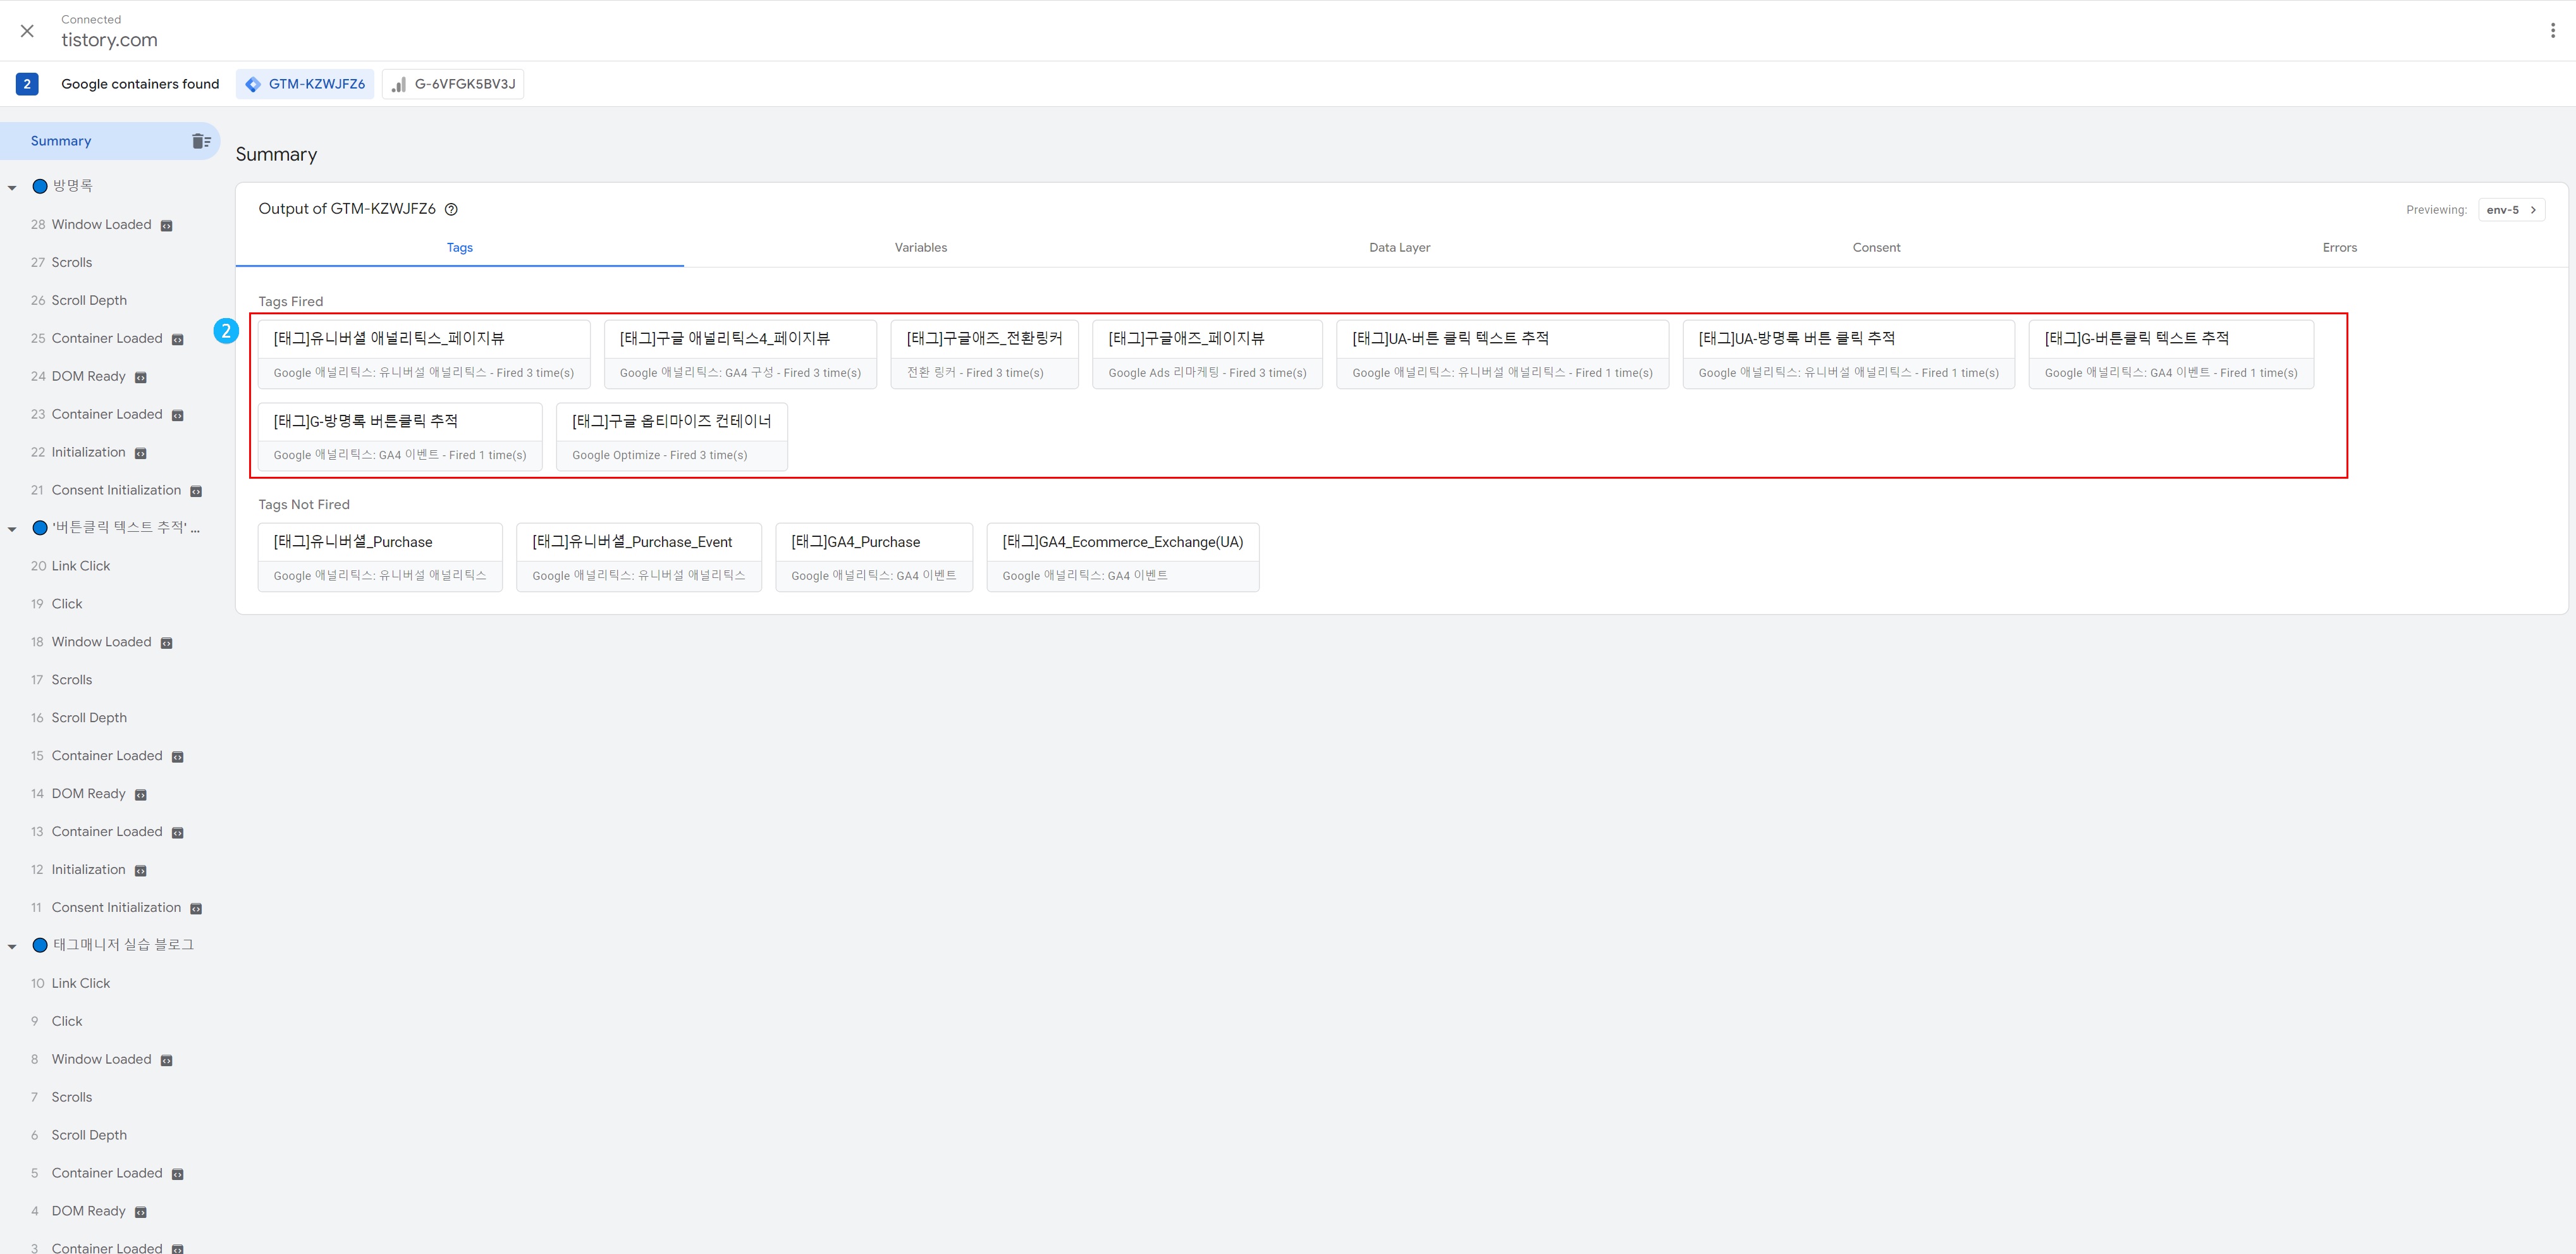 Connected
tistory.com
2 Google containers found GTM-KZWJFZ6 G-6VFGK5BV3J
Summary
방명록
28 Window Loaded
27 Scrolls
26 Scroll Depth
25 Container Loaded
24 DOM Ready
23 Container Loaded
22 Initialization
21 Consent Initialization
'버튼클릭 텍스트 추적' ...
20 Link Click
19 Click
18 Window Loaded
17 Scrolls
16 Scroll Depth
15 Container Loaded
14 DOM Ready
13 Container Loaded
12 Initialization
11 Consent Initialization
태그매니저 실습 블로그
10 Link Click
9 Click
8 Window Loaded
7 Scrolls
6 Scroll Depth
5 Container Loaded
4 DOM Ready
3 Container Loaded
Summary
Output of GTM-KZWJFZ6
Previewing: env-5
Tags Variables Data Layer Consent Errors
Tags Fired
2
[태그]유니버셜 애널리틱스_페이지뷰
Google 애널리틱스: 유니버설 애널리틱스 - Fired 3 time(s)
[태그]구글 애널리틱스4_페이지뷰
Google 애널리틱스: GA4 구성 - Fired 3 time(s)
[태그]구글애즈_전환링커
전환 링커 - Fired 3 time(s)
[태그]구글애즈_페이지뷰
Google Ads 리마케팅 - Fired 3 time(s)
[태그]UA-버튼 클릭 텍스트 추적
Google 애널리틱스: 유니버설 애널리틱스 - Fired 1 time(s)
[태그]UA-방명록 버튼 클릭 추적
Google 애널리틱스: 유니버설 애널리틱스 - Fired 1 time(s)
[태그]G-버튼클릭 텍스트 추적
Google 애널리틱스: GA4 이벤트 - Fired 1 time(s)
[태그]G-방명록 버튼클릭 추적
Google 애널리틱스: GA4 이벤트 - Fired 1 time(s)
[태그]구글 옵티마이즈 컨테이너
Google Optimize - Fired 3 time(s)
Tags Not Fired
[태그]유니버셜_Purchase
Google 애널리틱스: 유니버설 애널리틱스
[태그]유니버셜_Purchase_Event
Google 애널리틱스: 유니버설 애널리틱스
[태그]GA4_Purchase
Google 애널리틱스: GA4 이벤트
[태그]GA4_Ecommerce_Exchange(UA)
Google 애널리틱스: GA4 이벤트